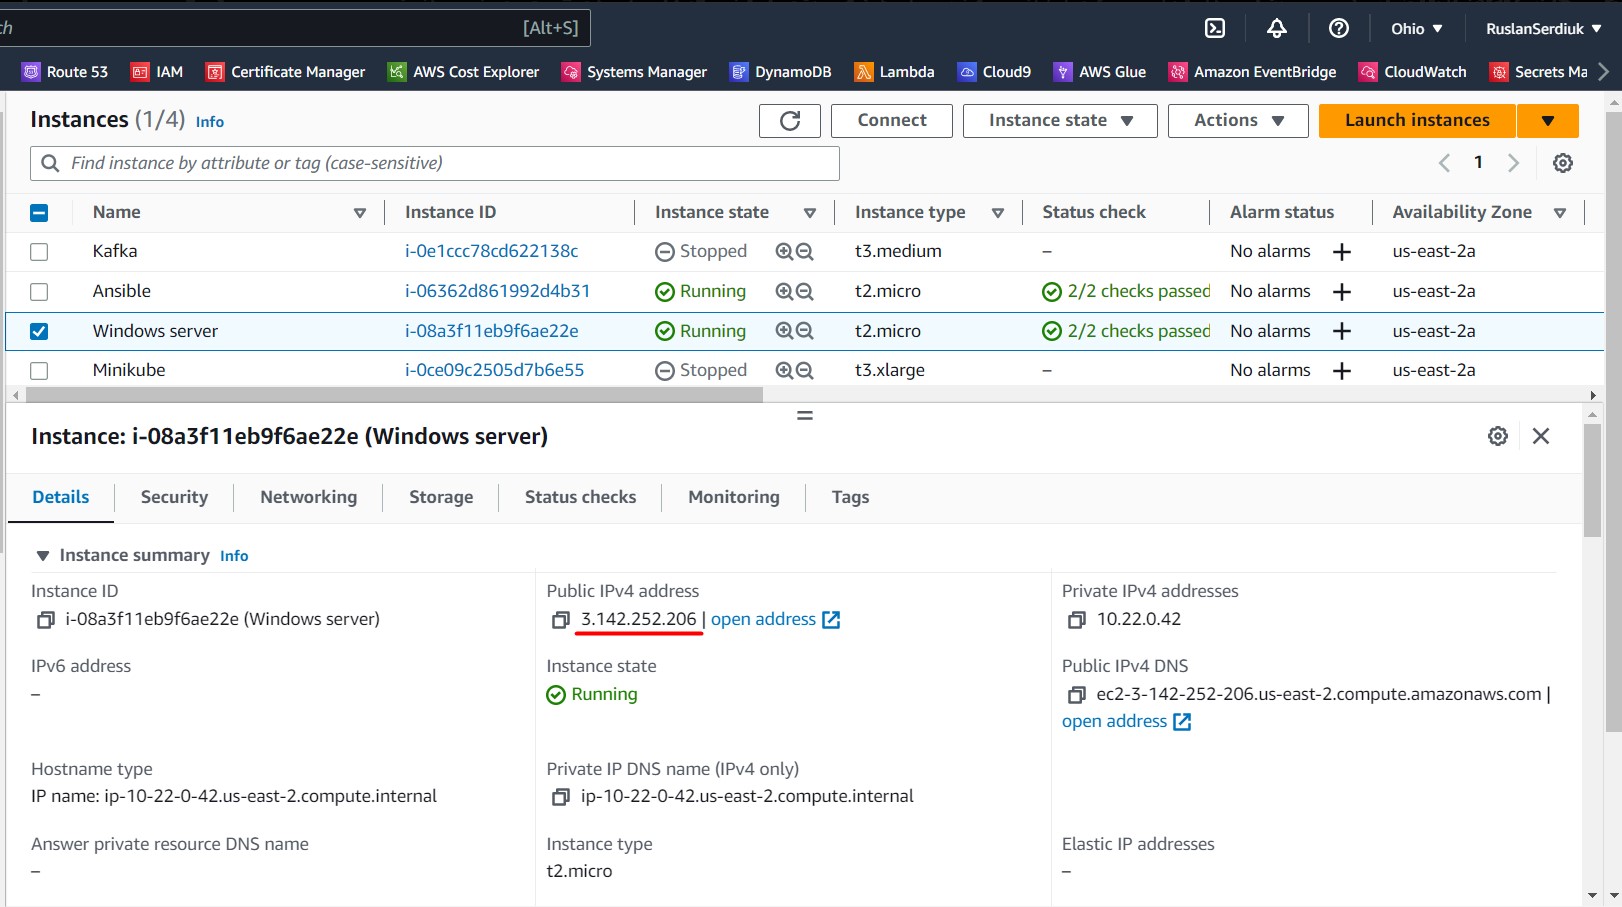 ch [Alt+S] Ohio ▼ RuslanSerdiuk ▼
Route 53 IAM Certificate Manager AWS Cost Explorer Systems Manager DynamoDB Lambda Cloud9 AWS Glue Amazon EventBridge CloudWatch Secrets Ma
Instances (1/4) Info Connect Instance state ▼ Actions ▼ Launch instances ▼
Find instance by attribute or tag (case-sensitive) 1
Name Instance ID Instance state Instance type Status check Alarm status Availability Zone
Kafka i-0e1ccc78cd622138c Stopped t3.medium – No alarms + us-east-2a
Ansible i-06362d861992d4b31 Running t2.micro 2/2 checks passed No alarms + us-east-2a
Windows server i-08a3f11eb9f6ae22e Running t2.micro 2/2 checks passed No alarms + us-east-2a
Minikube i-0ce09c2505d7b6e55 Stopped t3.xlarge – No alarms + us-east-2a
Instance: i-08a3f11eb9f6ae22e (Windows server)
Details Security Networking Storage Status checks Monitoring Tags
▼ Instance summary Info
Instance ID Public IPv4 address Private IPv4 addresses
i-08a3f11eb9f6ae22e (Windows server) 3.142.252.206 | open address 10.22.0.42
IPv6 address Instance state Public IPv4 DNS
– Running ec2-3-142-252-206.us-east-2.compute.amazonaws.com |
open address
Hostname type Private IP DNS name (IPv4 only)
IP name: ip-10-22-0-42.us-east-2.compute.internal ip-10-22-0-42.us-east-2.compute.internal
Answer private resource DNS name Instance type Elastic IP addresses
– t2.micro –